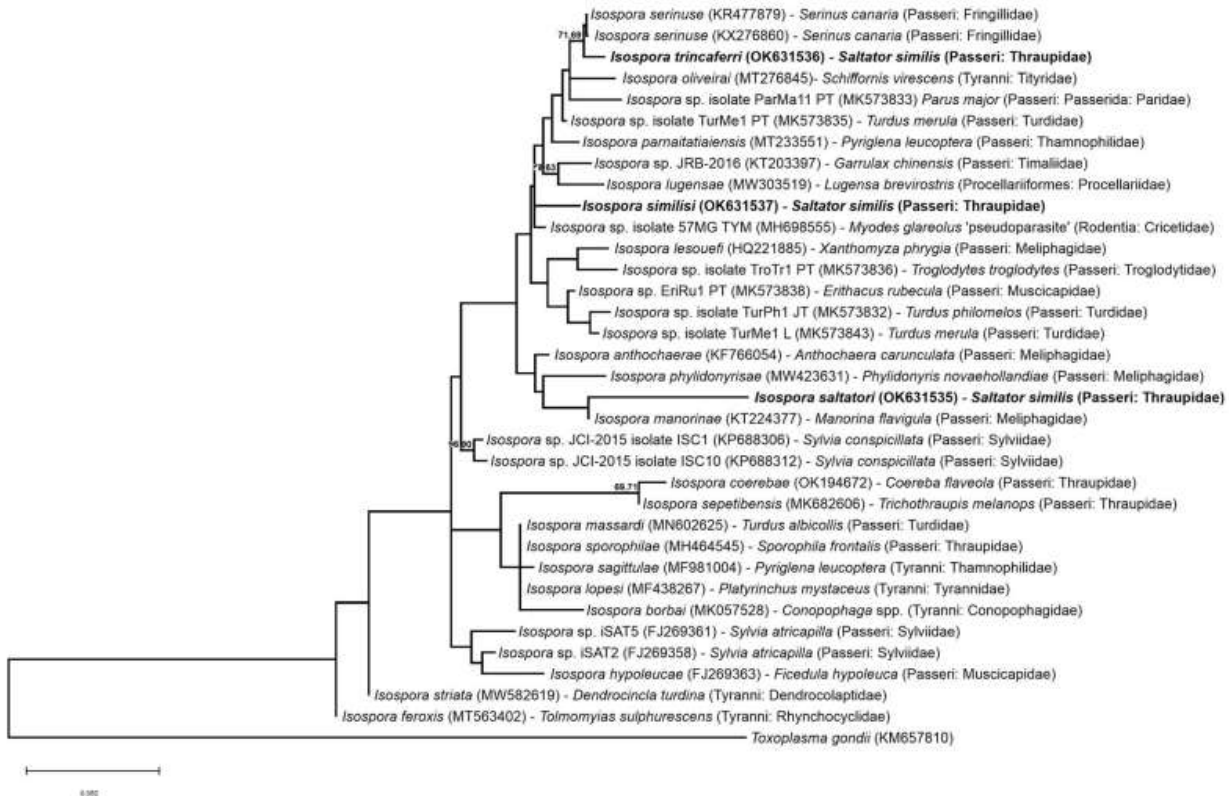 Isospora serinuse (KR477879) - Serinus canaria (Passeri: Fringillidae)
71,69
Isospora serinuse (KX276860) - Serinus canaria (Passeri: Fringillidae)
Isospora trincaferri (OK631536) - Saltator similis (Passeri: Thraupidae)
Isospora oliveirai (MT276845)- Schiffornis virescens (Tyranni: Tityridae)
Isospora sp. isolate ParMa11 PT (MK573833) Parus major (Passeri: Passerida: Paridae)
Isospora sp. isolate TurMe1 PT (MK573835) - Turdus merula (Passeri: Turdidae)
Isospora parnaitatiaiensis (MT233551) - Pyriglena leucoptera (Passeri: Thamnophilidae)
Isospora sp. JRB-2016 (KT203397) - Garrulax chinensis (Passeri: Timaliidae)
Isospora lugensae (MW303519) - Lugensa brevirostris (Procellariiformes: Procellariidae)
Isospora similisi (OK631537) - Saltator similis (Passeri: Thraupidae)
Isospora sp. isolate 57MG TYM (MH698555) - Myodes glareolus 'pseudoparasite' (Rodentia: Cricetidae)
Isospora lesouefi (HQ221885) - Xanthomyza phrygia (Passeri: Meliphagidae)
Isospora sp. isolate TroTr1 PT (MK573836) - Troglodytes troglodytes (Passeri: Troglodytidae)
Isospora sp. EriRu1 PT (MK573838) - Erithacus rubecula (Passeri: Muscicapidae)
Isospora sp. isolate TurPh1 JT (MK573832) - Turdus philomelos (Passeri: Turdidae)
Isospora sp. isolate TurMe1 L (MK573843) - Turdus merula (Passeri: Turdidae)
Isospora anthochaerae (KF766054) - Anthochaera carunculata (Passeri: Meliphagidae)
Isospora phylidonyrisae (MW423631) - Phylidonyris novaehollandiae (Passeri: Meliphagidae)
Isospora saltatori (OK631535) - Saltator similis (Passeri: Thraupidae)
Isospora manorinae (KT224377) - Manorina flavigula (Passeri: Meliphagidae)
Isospora sp. JCI-2015 isolate ISC1 (KP688306) - Sylvia conspicillata (Passeri: Sylviidae)
Isospora sp. JCI-2015 isolate ISC10 (KP688312) - Sylvia conspicillata (Passeri: Sylviidae)
Isospora coerebae (OK194672) - Coereba flaveola (Passeri: Thraupidae)
69,71
Isospora sepetibensis (MK682606) - Trichothraupis melanops (Passeri: Thraupidae)
Isospora massardi (MN602625) - Turdus albicollis (Passeri: Turdidae)
Isospora sporophilae (MH464545) - Sporophila frontalis (Passeri: Thraupidae)
Isospora sagittulae (MF981004) - Pyriglena leucoptera (Tyranni: Thamnophilidae)
Isospora lopesi (MF438267) - Platyrinchus mystaceus (Tyranni: Tyrannidae)
Isospora borbai (MK057528) - Conopophaga spp. (Tyranni: Conopophagidae)
Isospora sp. iSAT5 (FJ269361) - Sylvia atricapilla (Passeri: Sylviidae)
Isospora sp. iSAT2 (FJ269358) - Sylvia atricapilla (Passeri: Sylviidae)
Isospora hypoleucae (FJ269363) - Ficedula hypoleuca (Passeri: Muscicapidae)
Isospora striata (MW582619) - Dendrocincla turdina (Tyranni: Dendrocolaptidae)
Isospora feroxis (MT563402) - Tolmomyias sulphurescens (Tyranni: Rhynchocyclidae)
Toxoplasma gondii (KM657810)